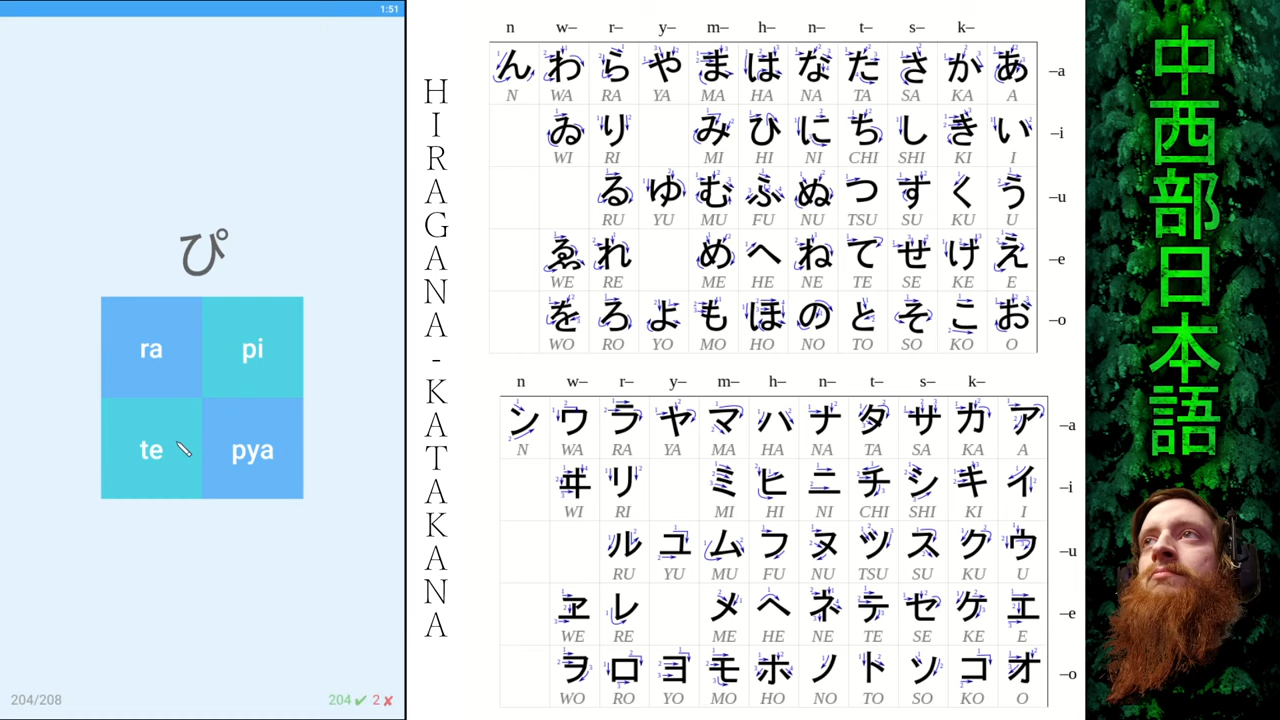 1:51
ぴ
ra pi
te pya
204/208 204 ✔ 2 ✘
HIRAGANA - KATAKANA
n w– r– y– m– h– n– t– s– k–
ん わ ら や ま は な た さ か あ –a
N WA RA YA MA HA NA TA SA KA A
ゐ り み ひ に ち し き い –i
WI RI MI HI NI CHI SHI KI I
る ゆ む ふ ぬ つ す く う –u
RU YU MU FU NU TSU SU KU U
ゑ れ め へ ね て せ げ え –e
WE RE ME HE NE TE SE KE E
を ろ よ も ほ の と そ こ お –o
WO RO YO MO HO NO TO SO KO O
n w– r– y– m– h– n– t– s– k–
ン ワ ラ ヤ マ ハ ナ タ サ カ ア –a
N WA RA YA MA HA NA TA SA KA A
ヰ リ ミ ヒ ニ チ シ キ イ –i
WI RI MI HI NI CHI SHI KI I
ル ユ ム フ ヌ ツ ス ク ウ –u
RU YU MU FU NU TSU SU KU U
ヱ レ メ ヘ ネ テ セ ケ エ –e
WE RE ME HE NE TE SE KE E
ヲ ロ ヨ モ ホ ノ ト ソ コ オ –o
WO RO YO MO HO NO TO SO KO O
中西部日本語